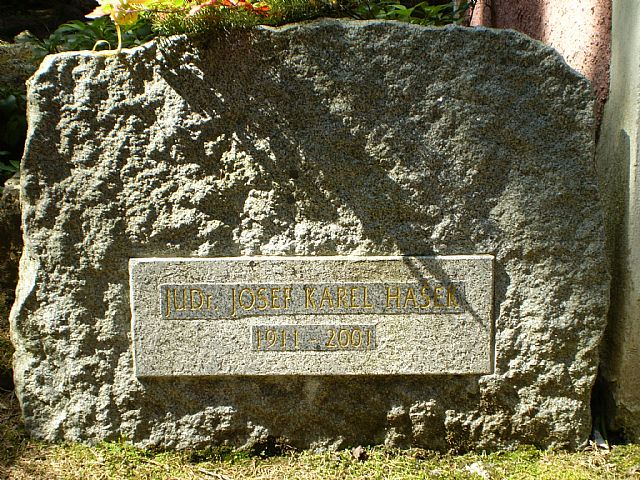 JUDr. JOSEF KAREL HAŠEK
1911 - 2001